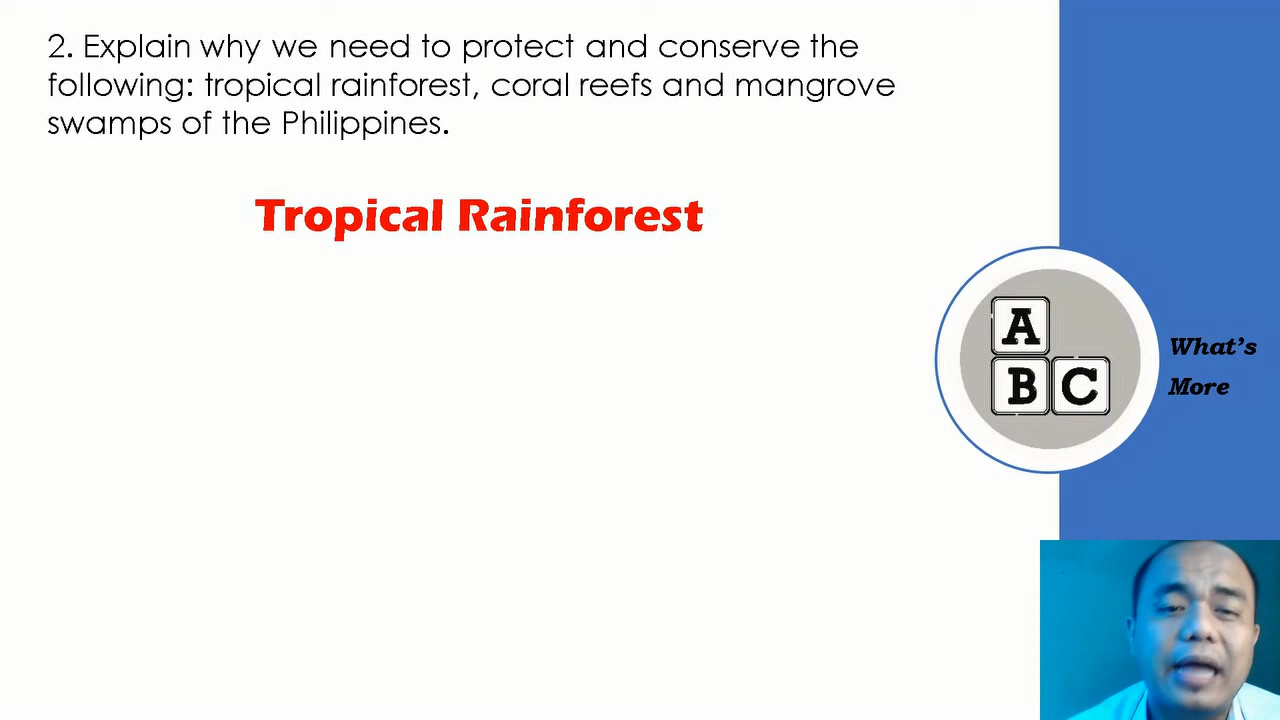 2. Explain why we need to protect and conserve the
following: tropical rainforest, coral reefs and mangrove
swamps of the Philippines.
Tropical Rainforest
A
B C
What's
More